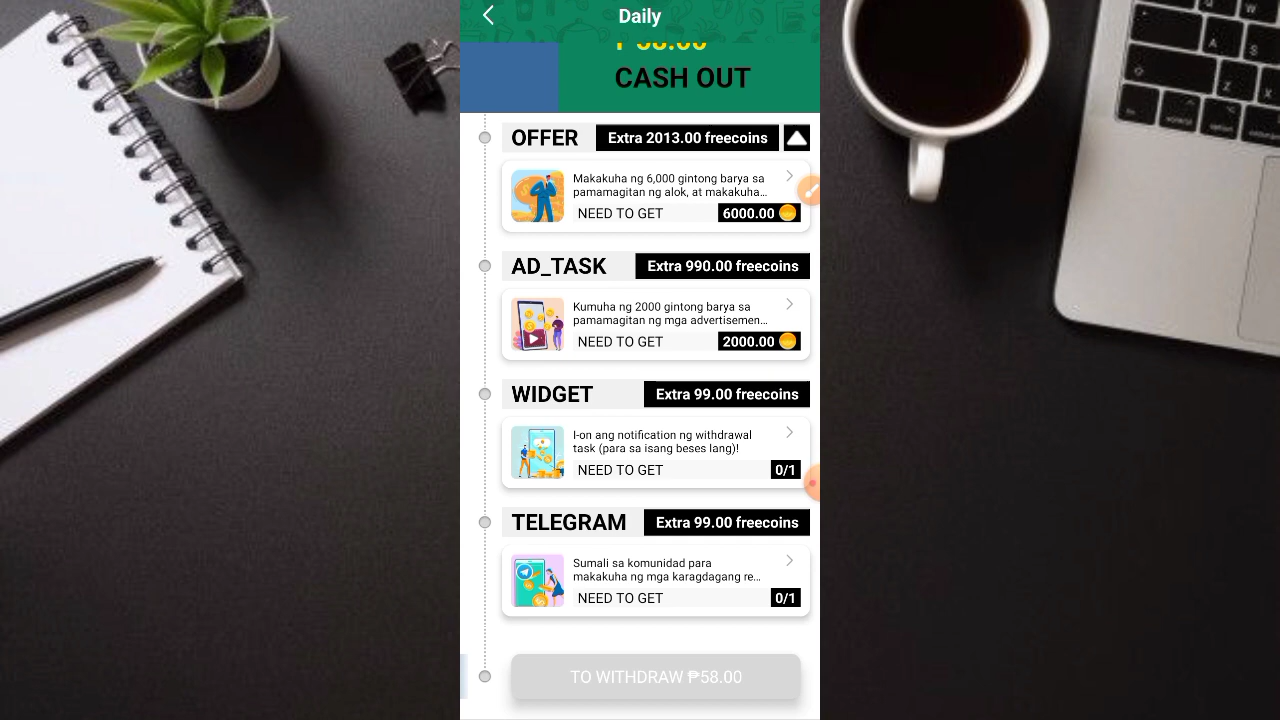 Daily
₱ 58.00
CASH OUT
OFFER
Extra 2013.00 freecoins
Makakuha ng 6,000 gintong barya sa
pamamagitan ng alok, at makakuha…
NEED TO GET
6000.00
AD_TASK
Extra 990.00 freecoins
Kumuha ng 2000 gintong barya sa
pamamagitan ng mga advertisemen…
NEED TO GET
2000.00
WIDGET
Extra 99.00 freecoins
I-on ang notification ng withdrawal
task (para sa isang beses lang)!
NEED TO GET
0/1
TELEGRAM
Extra 99.00 freecoins
Sumali sa komunidad para
makakuha ng mga karagdagang re…
NEED TO GET
0/1
TO WITHDRAW ₱58.00